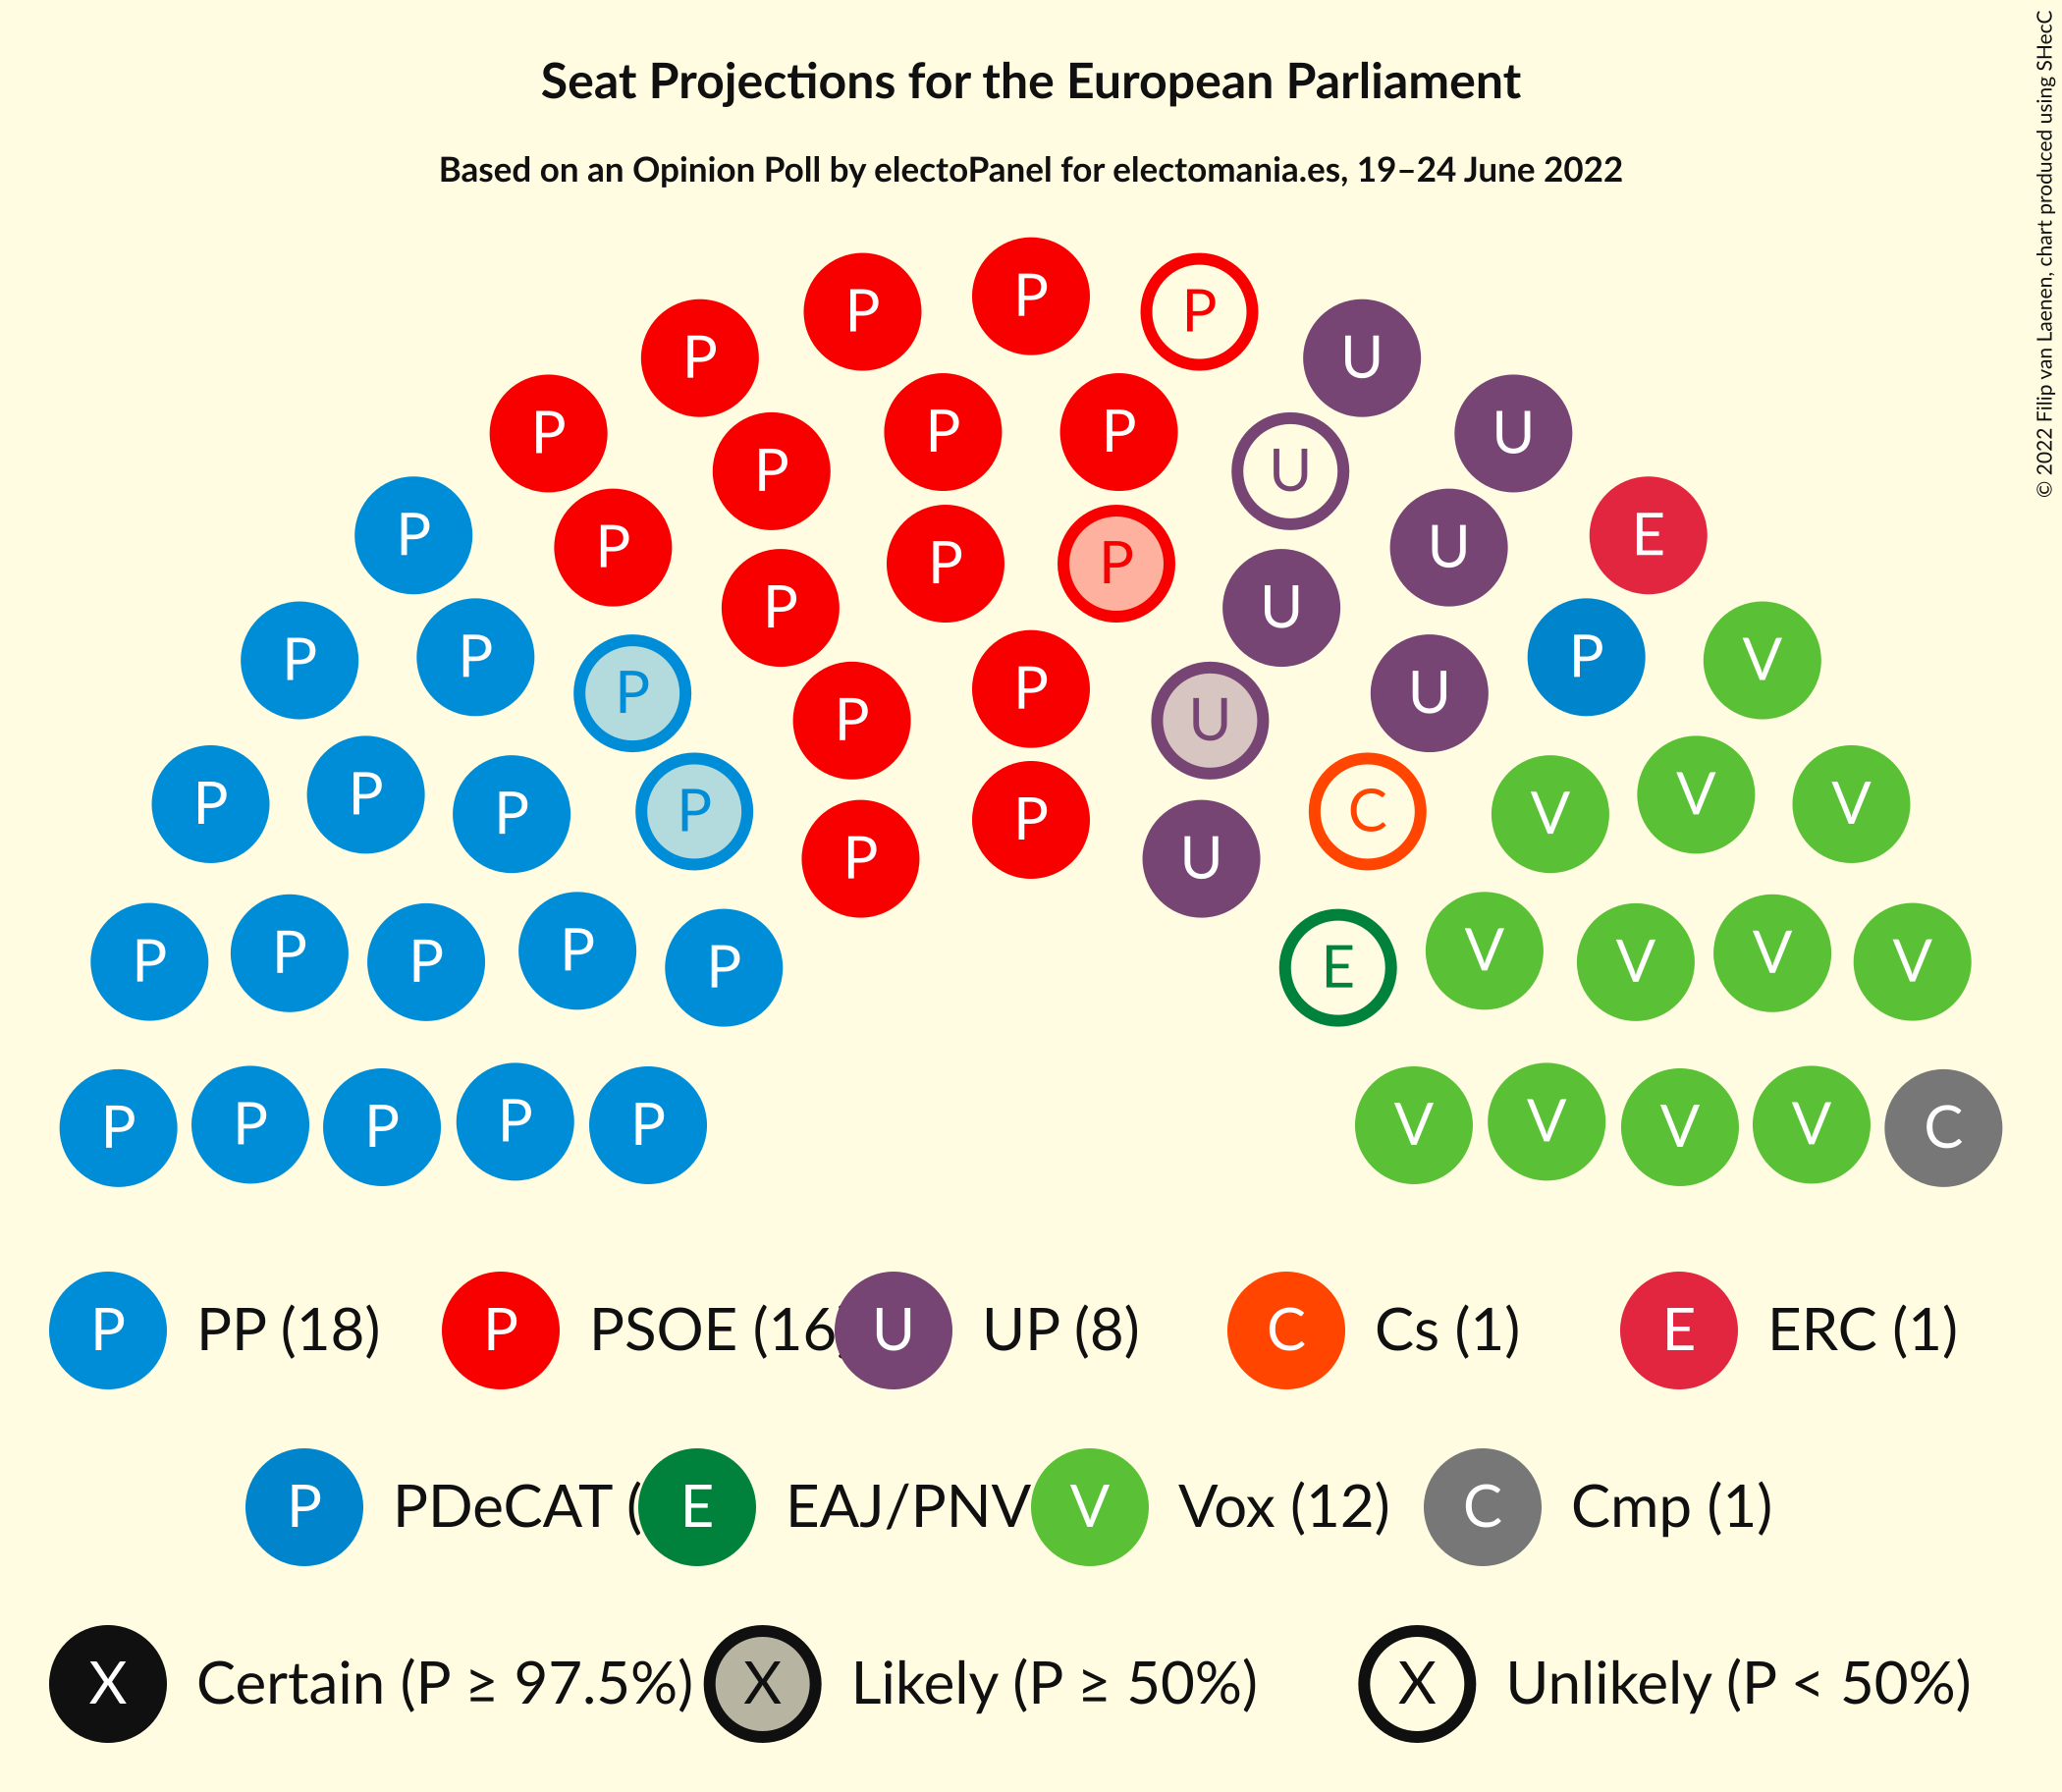 Seat Projections for the European Parliament
Based on an Opinion Poll by electoPanel for electomania.es, 19–24 June 2022
© 2022 Filip van Laenen, chart produced using SHecC
P P P
P U
P P P U
P U
P P P P U E
P U
P P P P U P V
P U
P P P P P C V V V
P U
P P P P P E V V V V
P P P P P V V V V C
P PP (18) P PSOE (16 U UP (8) C Cs (1) E ERC (1)
P PDeCAT ( E EAJ/PNV V Vox (12) C Cmp (1)
X Certain (P ≥ 97.5%) X Likely (P ≥ 50%) X Unlikely (P < 50%)